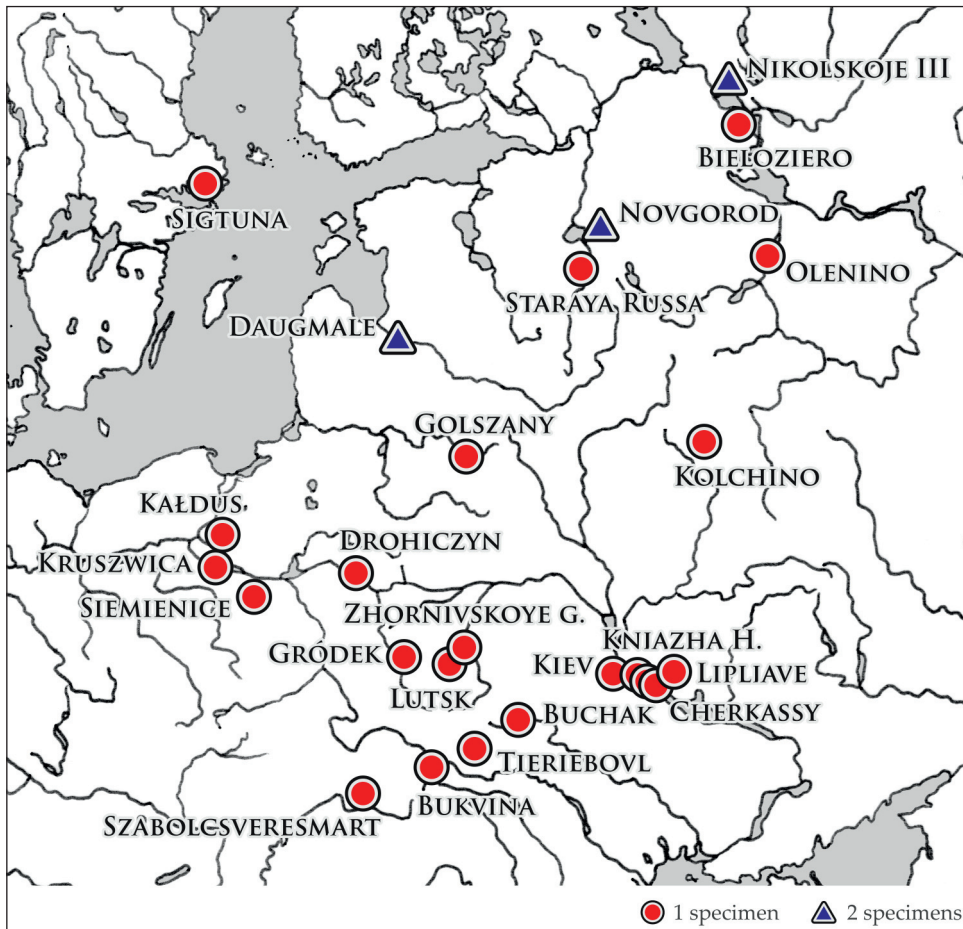 Nikolskoje III
Bieloziero
Sigtuna
Novgorod
Olenino
Staraya Russa
Daugmale
Golszany
Kolchino
Kałdus
Drohiczyn
Kruszwica
Siemienice
Zhornivskoye G.
Kniazha H.
Gródek
Kiev
Lipljave
Lutsk
Buchak
Cherkassy
Tieriebovl
Bukvina
Szabolcsveresmart
1 specimen
2 specimens